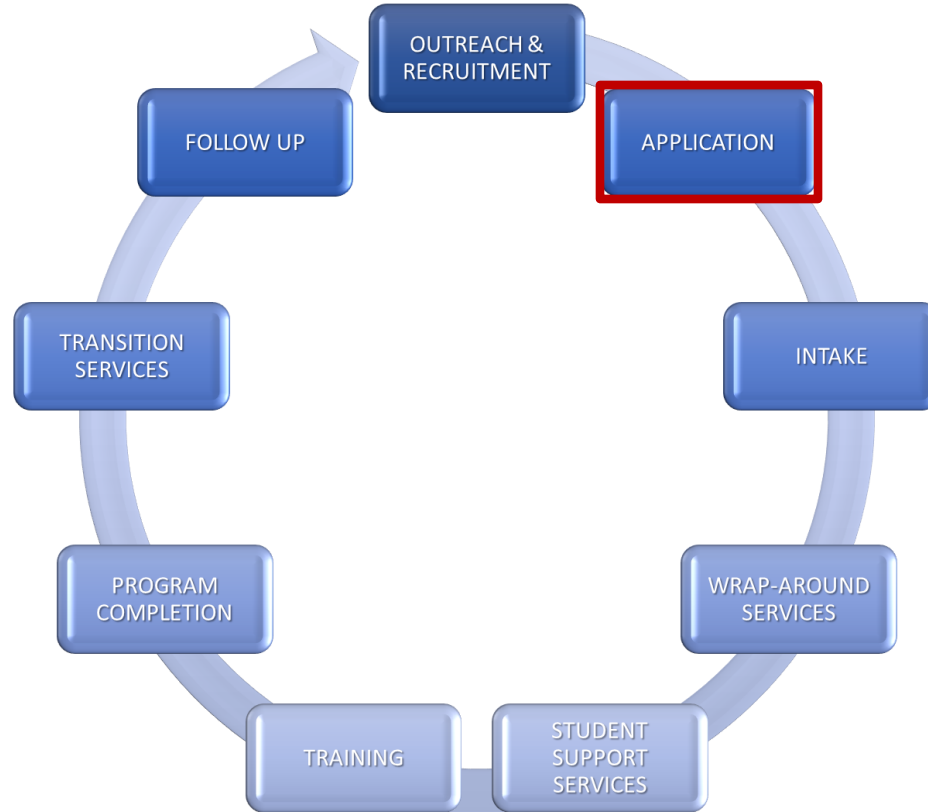 OUTREACH &
RECRUITMENT
APPLICATION
INTAKE
WRAP-AROUND
SERVICES
STUDENT
SUPPORT
SERVICES
TRAINING
PROGRAM
COMPLETION
TRANSITION
SERVICES
FOLLOW UP